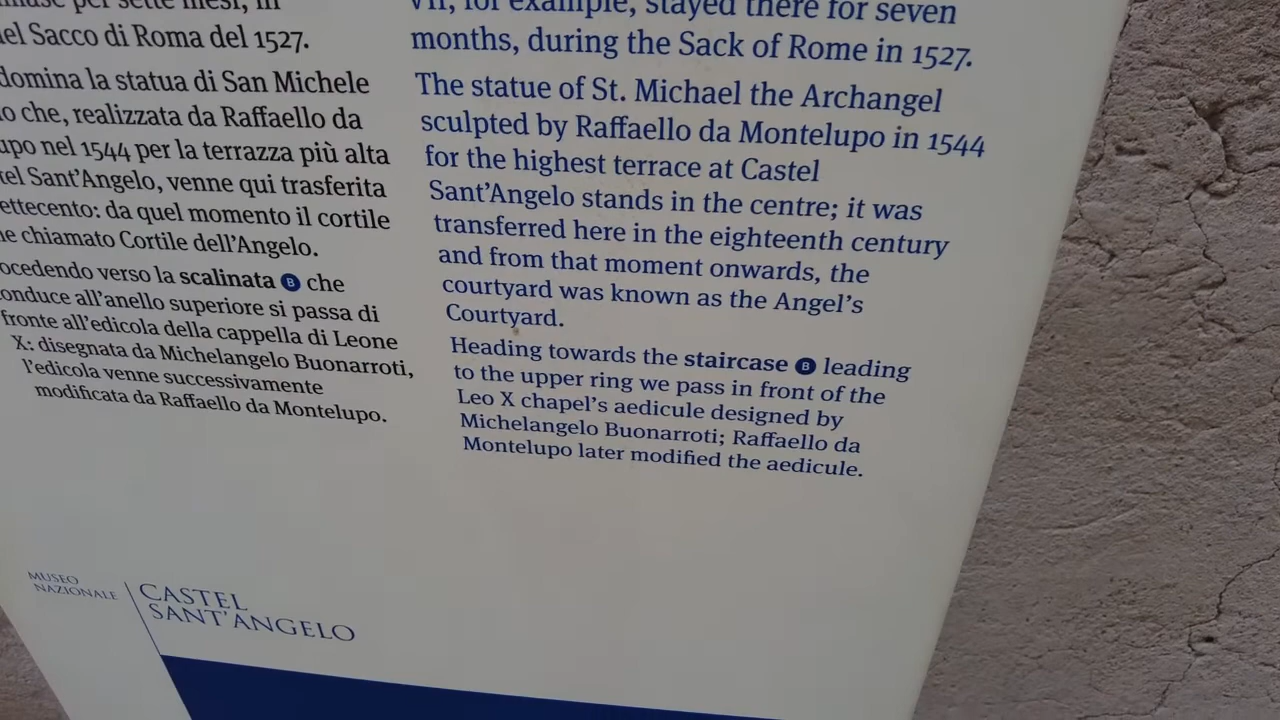 per sette mesi, in
Sacco di Roma del 1527.
domina la statua di San Michele
che, realizzata da Raffaello da
nel 1544 per la terrazza più alta
Sant'Angelo, venne qui trasferita
da quel momento il cortile
chiamato Cortile dell'Angelo.
verso la scalinata B che
all'anello superiore si passa di
fronte all'edicola della cappella di Leone
X: disegnata da Michelangelo Buonarroti,
l'edicola venne successivamente
modificata da Raffaello da Montelupo.
VII, for example, stayed there for seven
months, during the Sack of Rome in 1527.
The statue of St. Michael the Archangel
sculpted by Raffaello da Montelupo in 1544
for the highest terrace at Castel
Sant'Angelo stands in the centre; it was
transferred here in the eighteenth century
and from that moment onwards, the
courtyard was known as the Angel's
Courtyard.
Heading towards the staircase B leading
to the upper ring we pass in front of the
Leo X chapel's aedicule designed by
Michelangelo Buonarroti; Raffaello da
Montelupo later modified the aedicule.
MUSEO
NAZIONALE
CASTEL
SANT'ANGELO